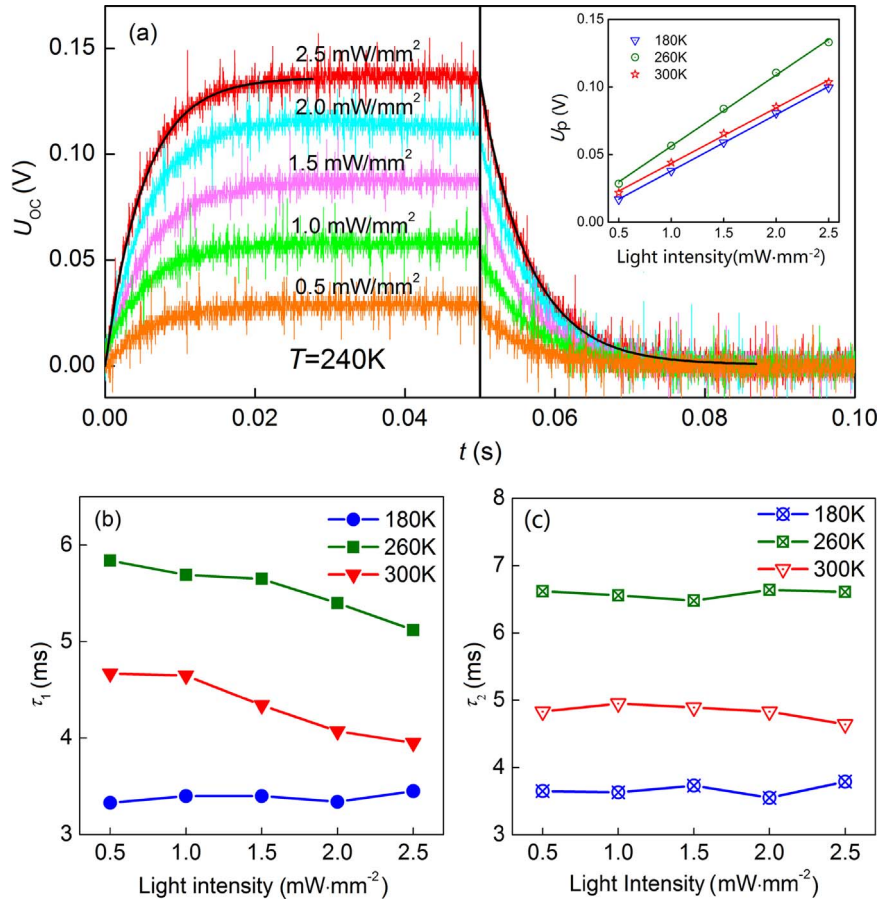 (a)
2.5 mW/mm²
2.0 mW/mm²
1.5 mW/mm²
1.0 mW/mm²
0.5 mW/mm²
T=240K
U_OC (V)
0.15
0.10
0.05
0.00
0.00 0.02 0.04 0.06 0.08 0.10
t (s)
180K
260K
300K
U_p (V)
0.15
0.10
0.05
0.00
0.5 1.0 1.5 2.0 2.5
Light intensity(mW·mm⁻²)
(b)
180K
260K
300K
τ₁ (ms)
6
5
4
3
0.5 1.0 1.5 2.0 2.5
Light intensity (mW·mm⁻²)
(c)
180K
260K
300K
τ₂ (ms)
8
7
6
5
4
3
0.5 1.0 1.5 2.0 2.5
Light Intensity (mW·mm⁻²)